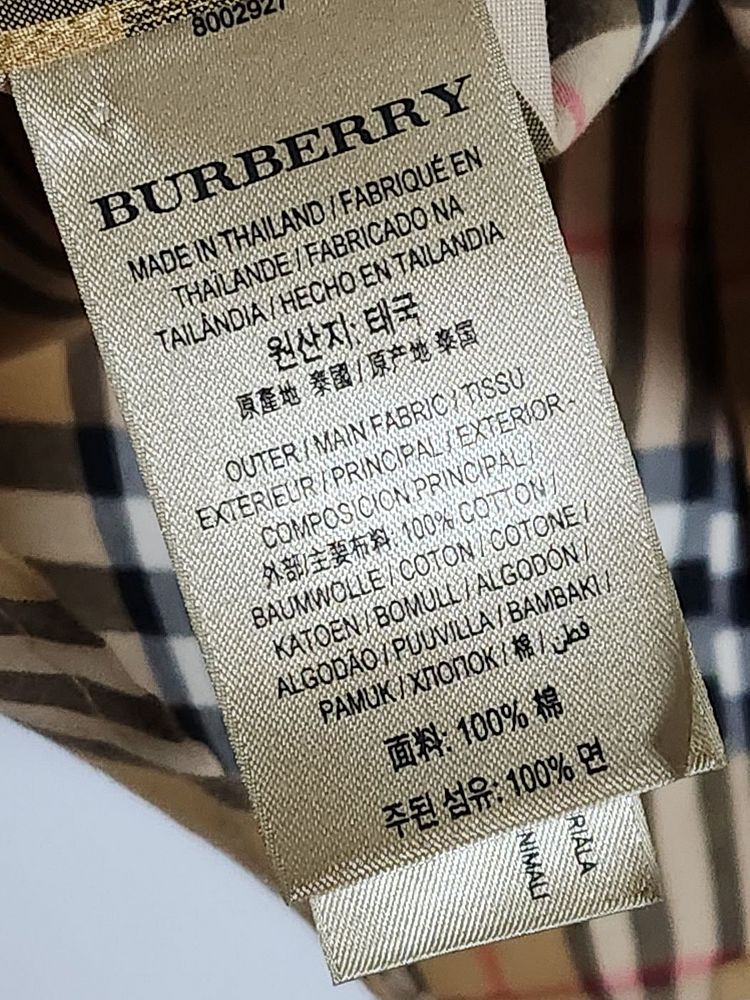 8002927
BURBERRY
MADE IN THAILAND / FABRIQUÉ EN
THAÏLANDE / FABRICADO NA
TAILÂNDIA / HECHO EN TAILANDIA
원산지: 태국
原產地 泰國 / 原产地 泰国
OUTER / MAIN FABRIC / TISSU
EXTERIEUR / PRINCIPAL / EXTERIOR -
COMPOSICION PRINCIPAL /
外部/主要布料 100% COTTON /
BAUMWOLLE / COTON / COTONE /
KATOEN / BOMULL / ALGODÓN /
ALGODÃO / PUUVILLA / BAMBAKI /
PAMUK / ХЛОПОК / 棉 / قطن
面料: 100% 棉
주된 섬유: 100% 면
RIALA
NIMALI